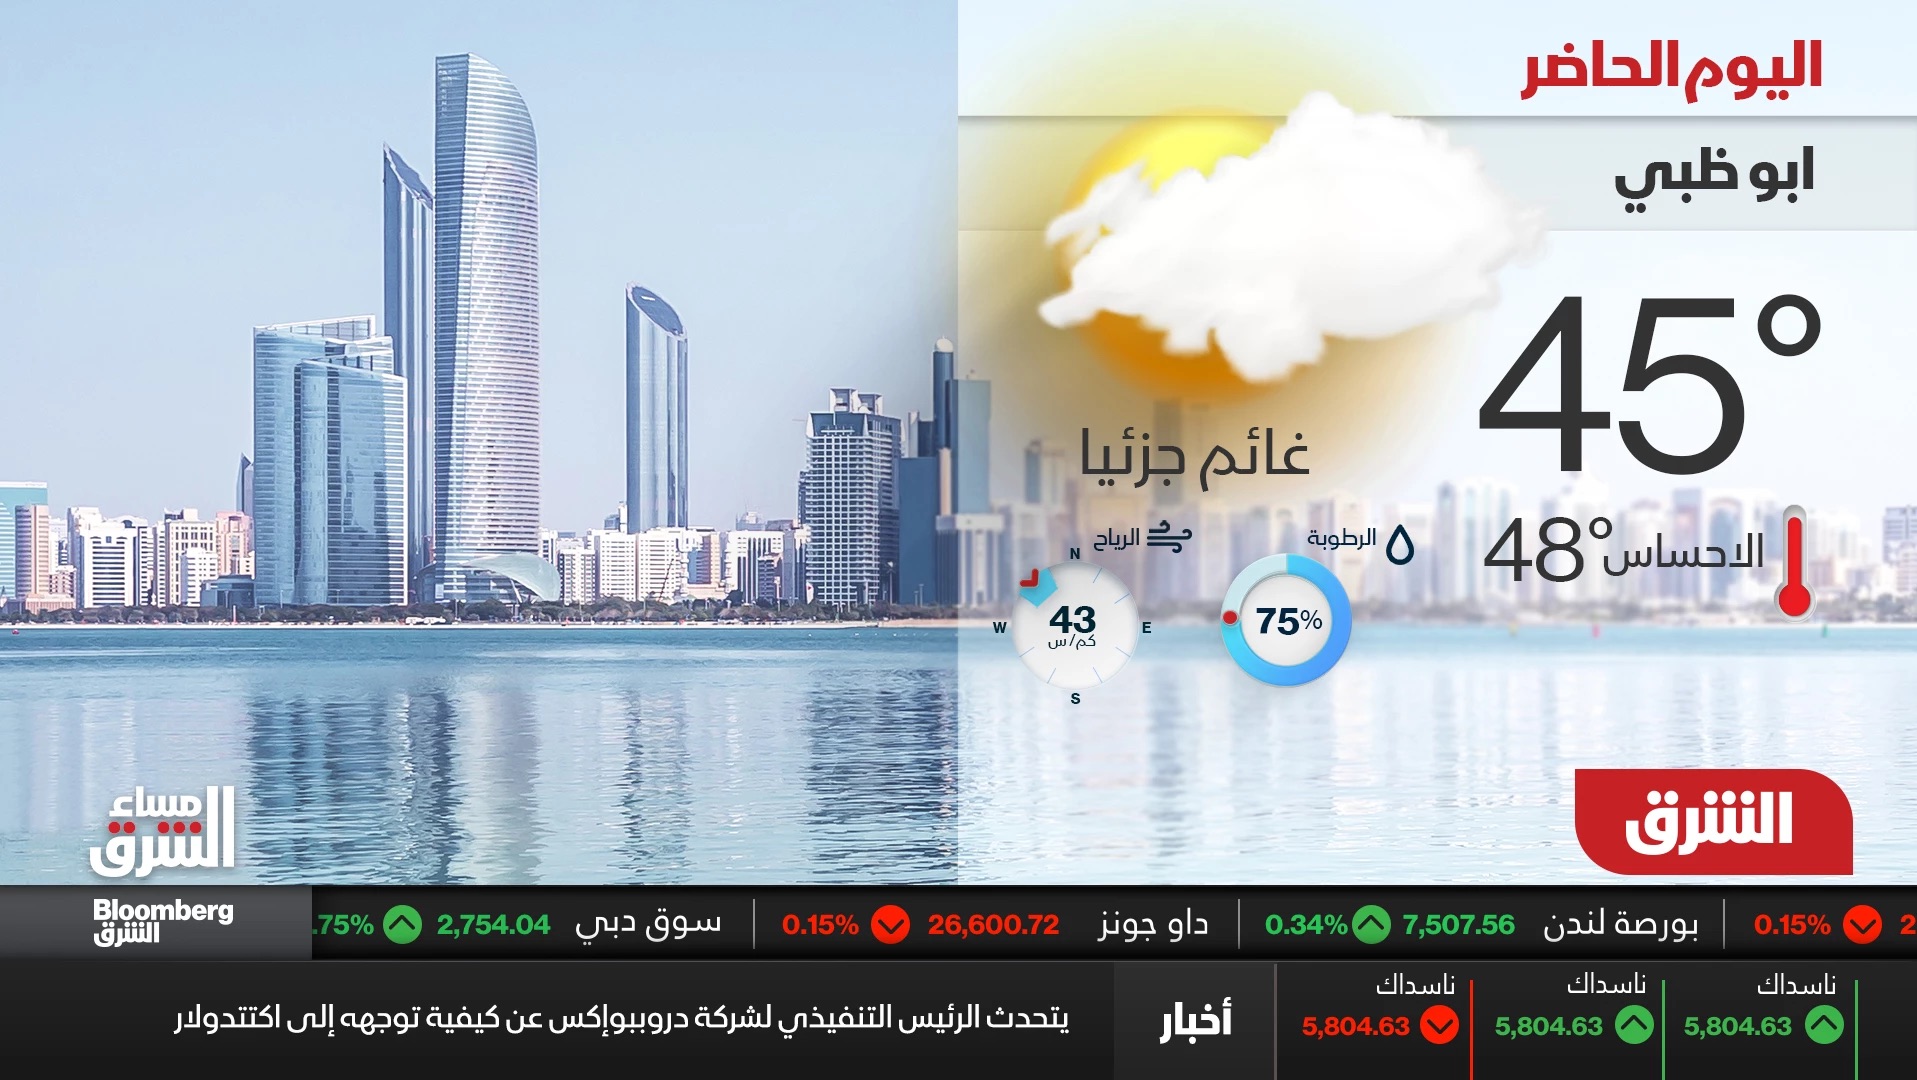 اليوم الحاضر
ابو ظبي
45°
غائم جزئيا
الاحساس 48°
الرطوبة
75%
الرياح
N
W
E
S
43
كم/س
الشرق
مساء
الشرق
Bloomberg
الشرق
0.15%
بورصة لندن 7,507.56 0.34%
داو جونز 26,600.72 0.15%
سوق دبي 2,754.04 .75%
ناسداك
5,804.63
ناسداك
5,804.63
ناسداك
5,804.63
أخبار
يتحدث الرئيس التنفيذي لشركة دروببوإكس عن كيفية توجهه إلى اكتتدولار